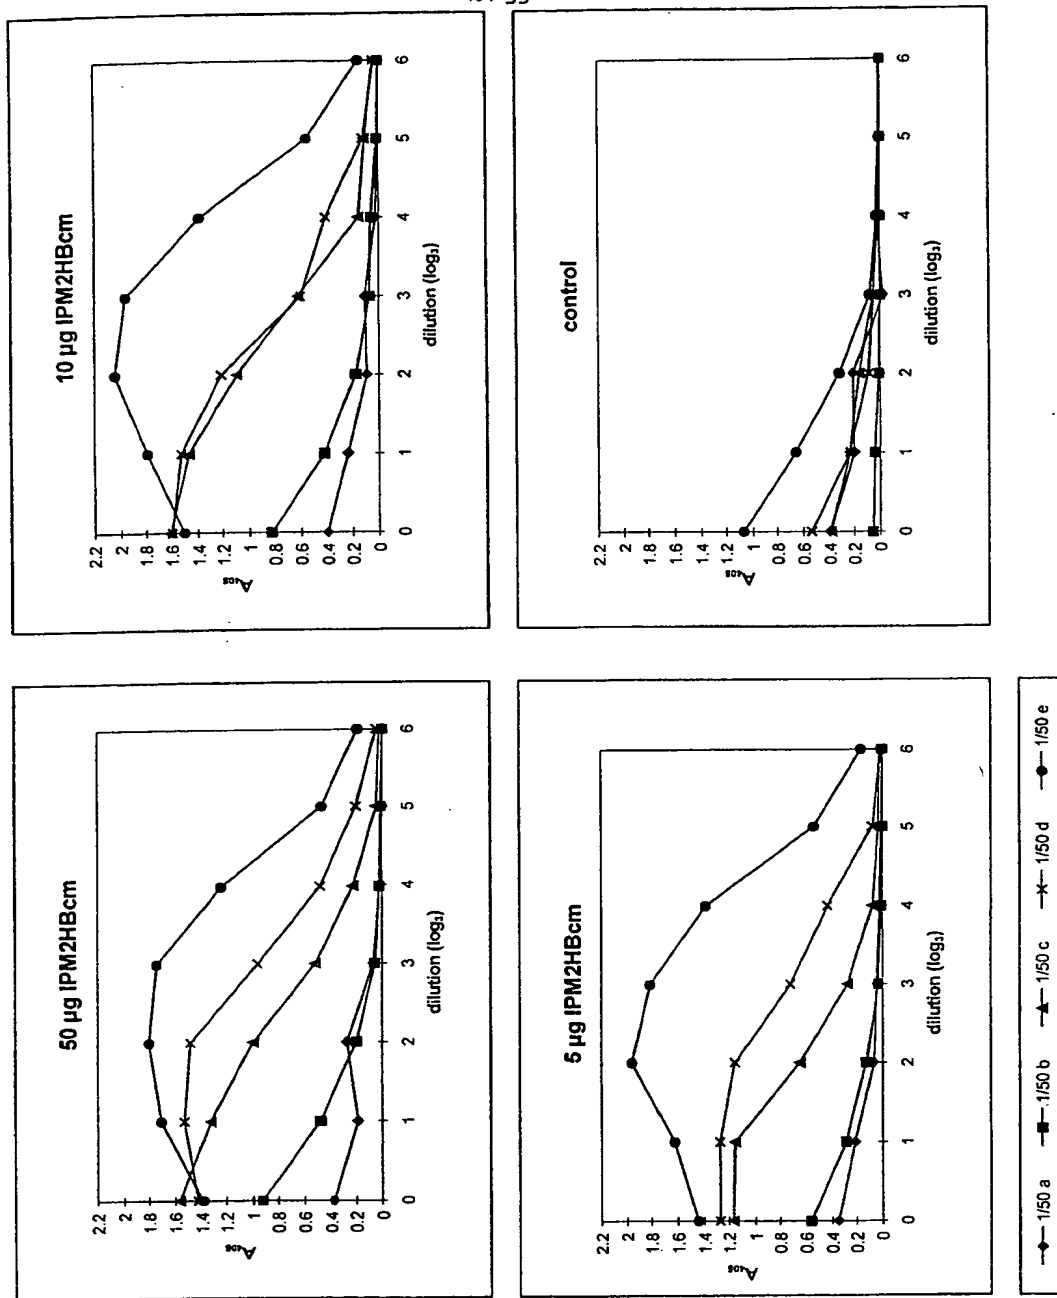 50 µg IPM2HBcm
2.2
2
1.8
1.6
1.4
1.2
1
0.8
0.6
0.4
0.2
0
A₄₀₅
0 1 2 3 4 5 6
dilution (log₃)
10 µg IPM2HBcm
2.2
2
1.8
1.6
1.4
1.2
1
0.8
0.6
0.4
0.2
0
A₄₀₅
0 1 2 3 4 5 6
dilution (log₃)
5 µg IPM2HBcm
2.2
2
1.8
1.6
1.4
1.2
1
0.8
0.6
0.4
0.2
0
A₄₀₅
0 1 2 3 4 5 6
dilution (log₃)
control
2.2
2
1.8
1.6
1.4
1.2
1
0.8
0.6
0.4
0.2
0
A₄₀₅
0 1 2 3 4 5 6
dilution (log₃)
1/50 a 1/50 b 1/50 c 1/50 d 1/50 e